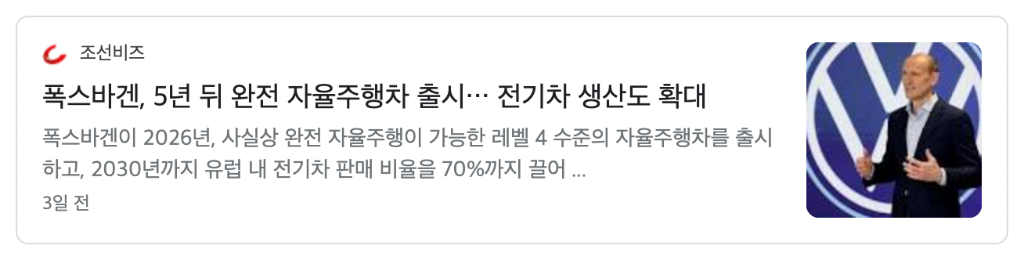 조선비즈
폭스바겐, 5년 뒤 완전 자율주행차 출시… 전기차 생산도 확대
폭스바겐이 2026년, 사실상 완전 자율주행이 가능한 레벨 4 수준의 자율주행차를 출시
하고, 2030년까지 유럽 내 전기차 판매 비율을 70%까지 끌어 ...
3일 전